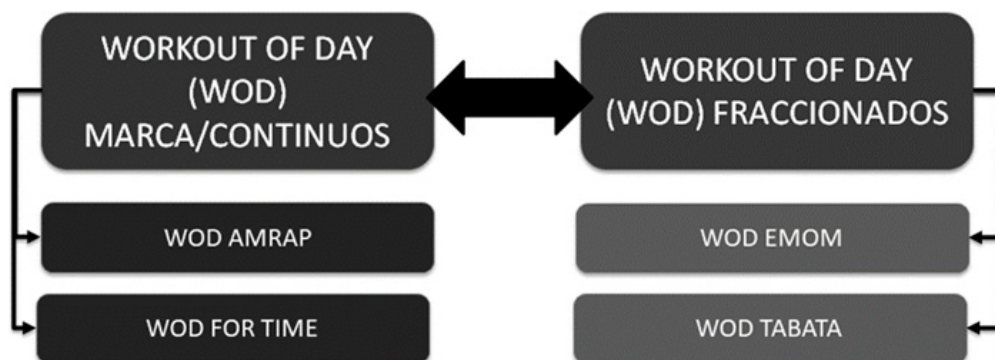 WORKOUT OF DAY
(WOD)
MARCA/CONTINUOS
WOD AMRAP
WOD FOR TIME
WORKOUT OF DAY
(WOD) FRACCIONADOS
WOD EMOM
WOD TABATA